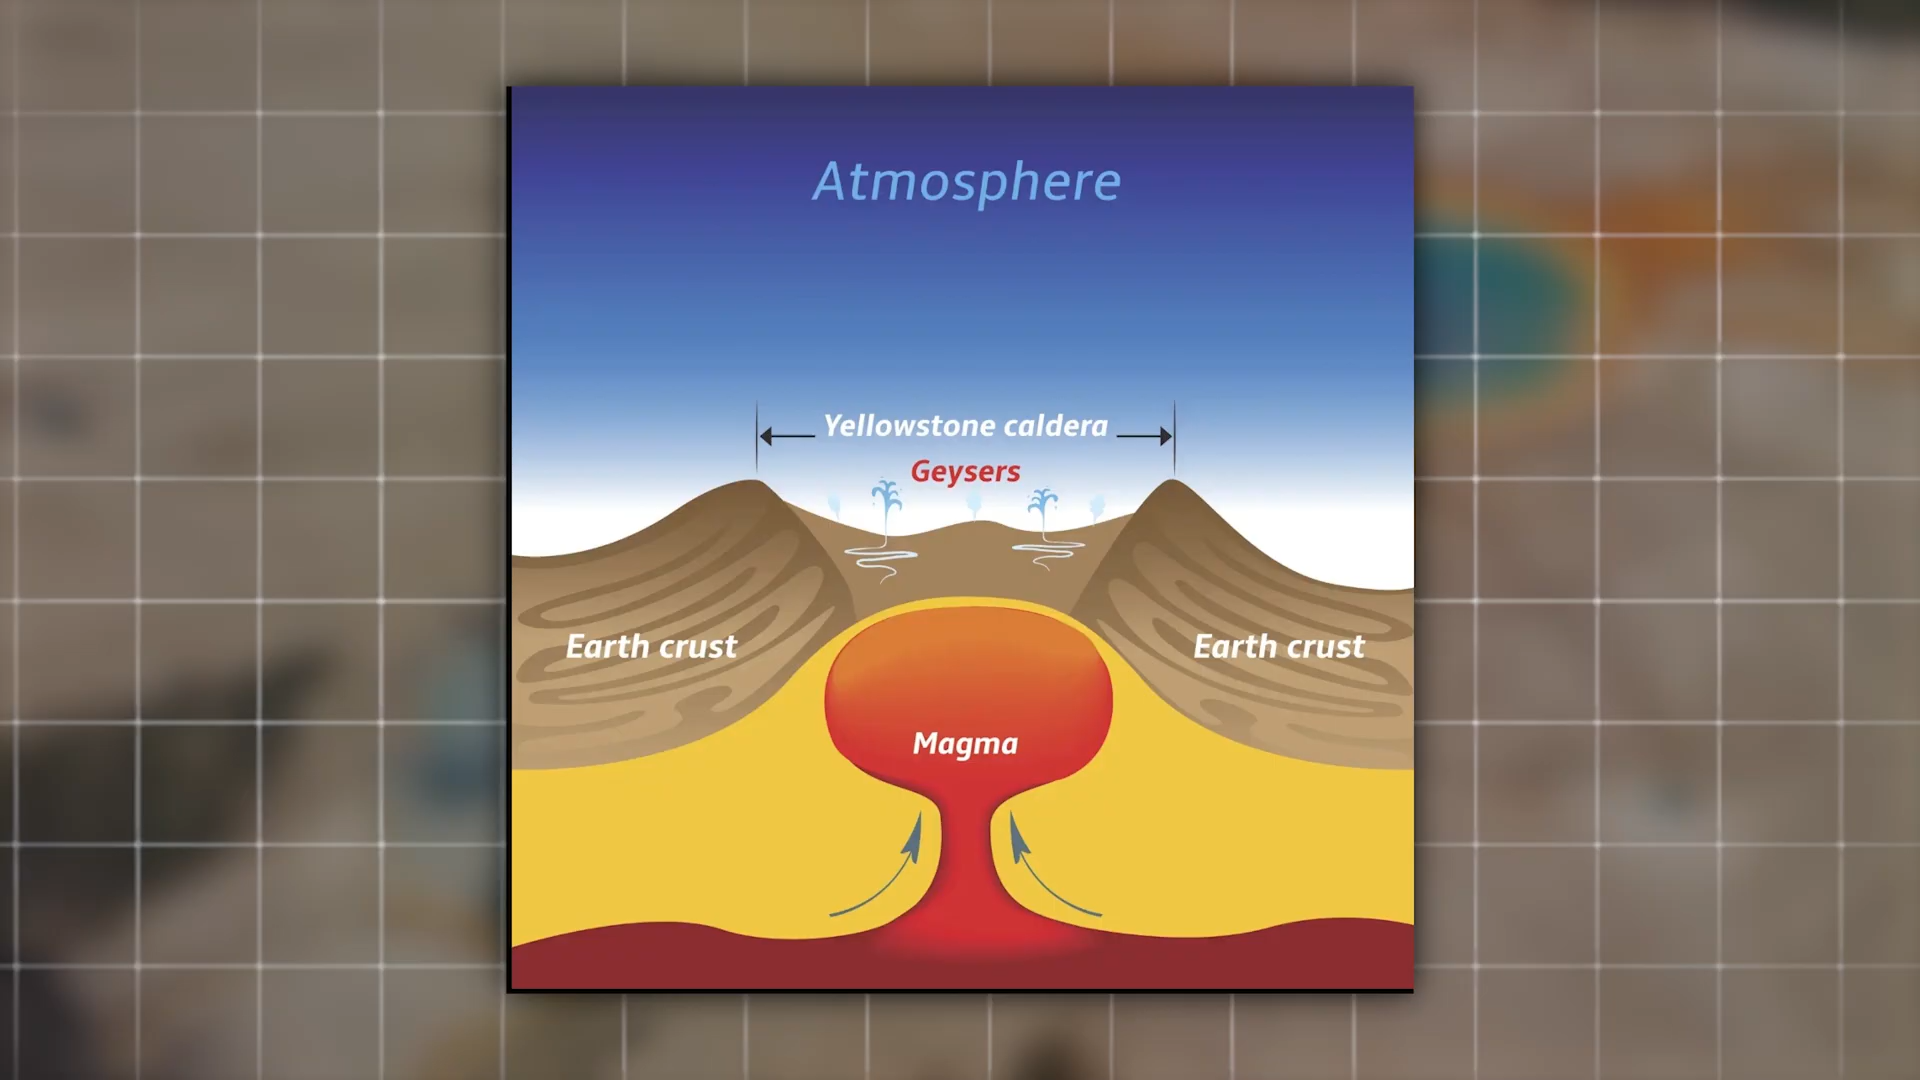 Atmosphere
Yellowstone caldera
Geysers
Earth crust
Earth crust
Magma